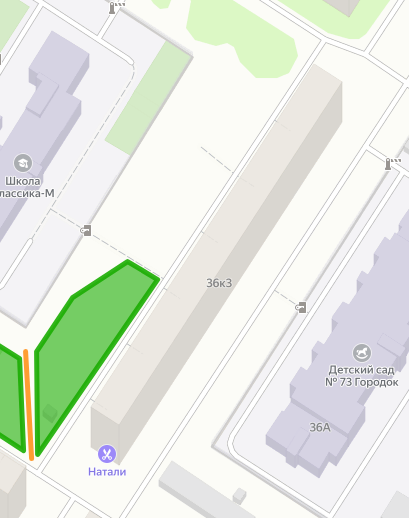 Школа
лассика-М
36к3
Детский сад
№ 73 Городок
36А
Натали